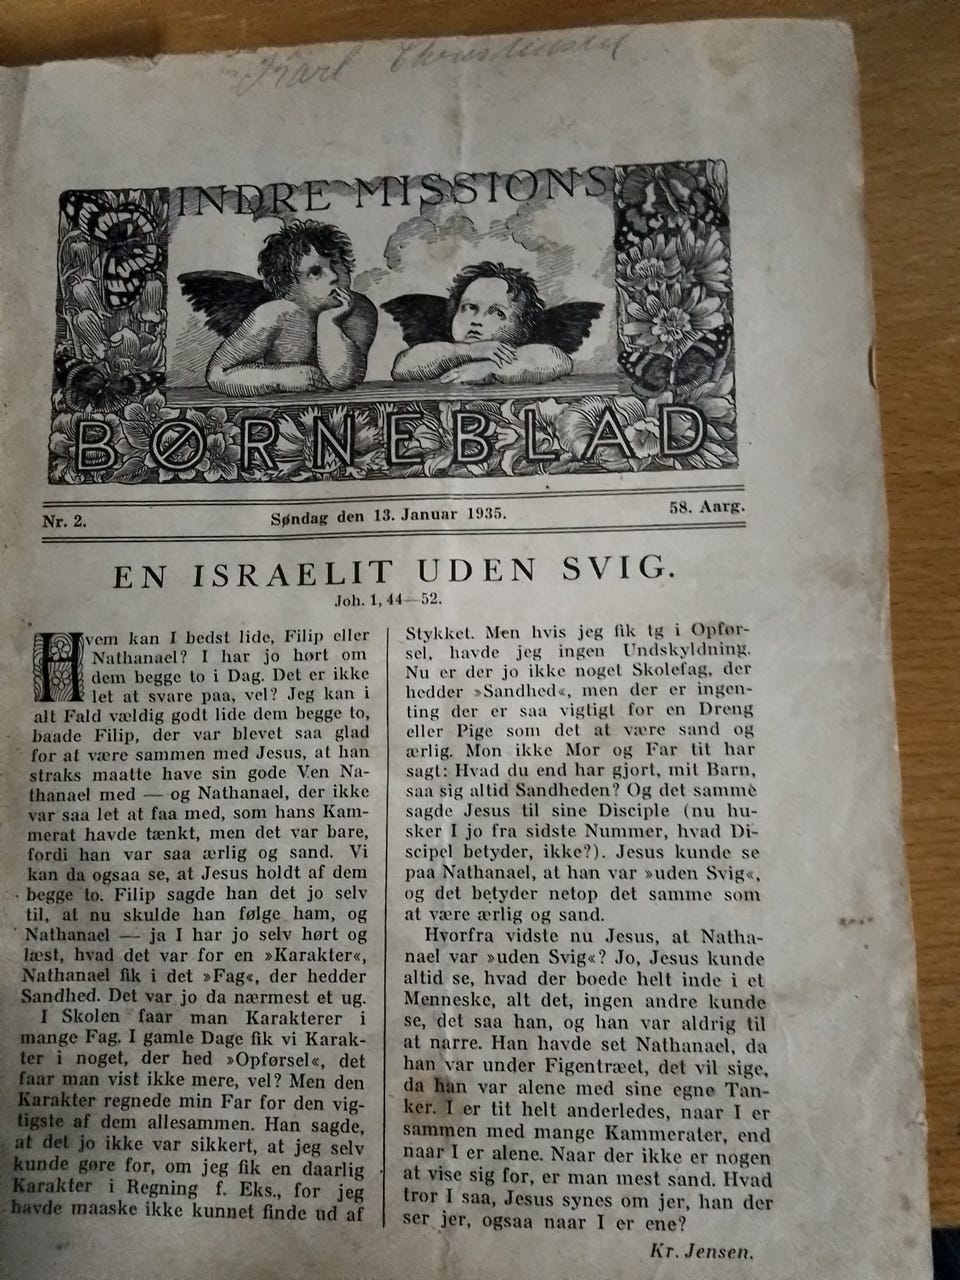 Karl Christensen
INDRE MISSIONS
BØRNEBLAD
Nr. 2.
Søndag den 13. Januar 1935.
58. Aarg.
EN ISRAELIT UDEN SVIG.
Joh. 1, 44—52.
Hvem kan I bedst lide, Filip eller
Nathanael? I har jo hørt om
dem begge to i Dag. Det er ikke
let at svare paa, vel? Jeg kan i
alt Fald vældig godt lide dem begge to,
baade Filip, der var blevet saa glad
for at være sammen med Jesus, at han
straks maatte have sin gode Ven Na-
thanael med — og Nathanael, der ikke
var saa let at faa med, som hans Kam-
merat havde tænkt, men det var bare,
fordi han var saa ærlig og sand. Vi
kan da ogsaa se, at Jesus holdt af dem
begge to. Filip sagde han det jo selv
til, at nu skulde han følge ham, og
Nathanael — ja I har jo selv hørt og
læst, hvad det var for en »Karakter«,
Nathanael fik i det »Fag«, der hedder
Sandhed. Det var jo da nærmest et ug.
I Skolen faar man Karakterer i
mange Fag. I gamle Dage fik vi Karak-
ter i noget, der hed »Opførsel«, det
faar man vist ikke mere, vel? Men den
Karakter regnede min Far for den vig-
tigste af dem allesammen. Han sagde,
at det jo ikke var sikkert, at jeg selv
kunde gøre for, om jeg fik en daarlig
Karakter i Regning f. Eks., for jeg
havde maaske ikke kunnet finde ud af
Stykket. Men hvis jeg fik tg i Opfør-
sel, havde jeg ingen Undskyldning.
Nu er der jo ikke noget Skolefag, der
hedder »Sandhed«, men der er ingen-
ting der er saa vigtigt for en Dreng
eller Pige som det at være sand og
ærlig. Mon ikke Mor og Far tit har
sagt: Hvad du end har gjort, mit Barn,
saa sig altid Sandheden? Og det samme
sagde Jesus til sine Disciple (nu hu-
sker I jo fra sidste Nummer, hvad Di-
scipel betyder, ikke?). Jesus kunde se
paa Nathanael, at han var »uden Svig«,
og det betyder netop det samme som
at være ærlig og sand.
Hvorfra vidste nu Jesus, at Natha-
nael var »uden Svig«? Jo, Jesus kunde
altid se, hvad der boede helt inde i et
Menneske, alt det, ingen andre kunde
se, det saa han, og han var aldrig til
at narre. Han havde set Nathanael, da
han var under Figentræet, det vil sige,
da han var alene med sine egne Tan-
ker. I er tit helt anderledes, naar I er
sammen med mange Kammerater, end
naar I er alene. Naar der ikke er nogen
at vise sig for, er man mest sand. Hvad
tror I saa, Jesus synes om jer, han der
ser jer, ogsaa naar I er ene?
Kr. Jensen.